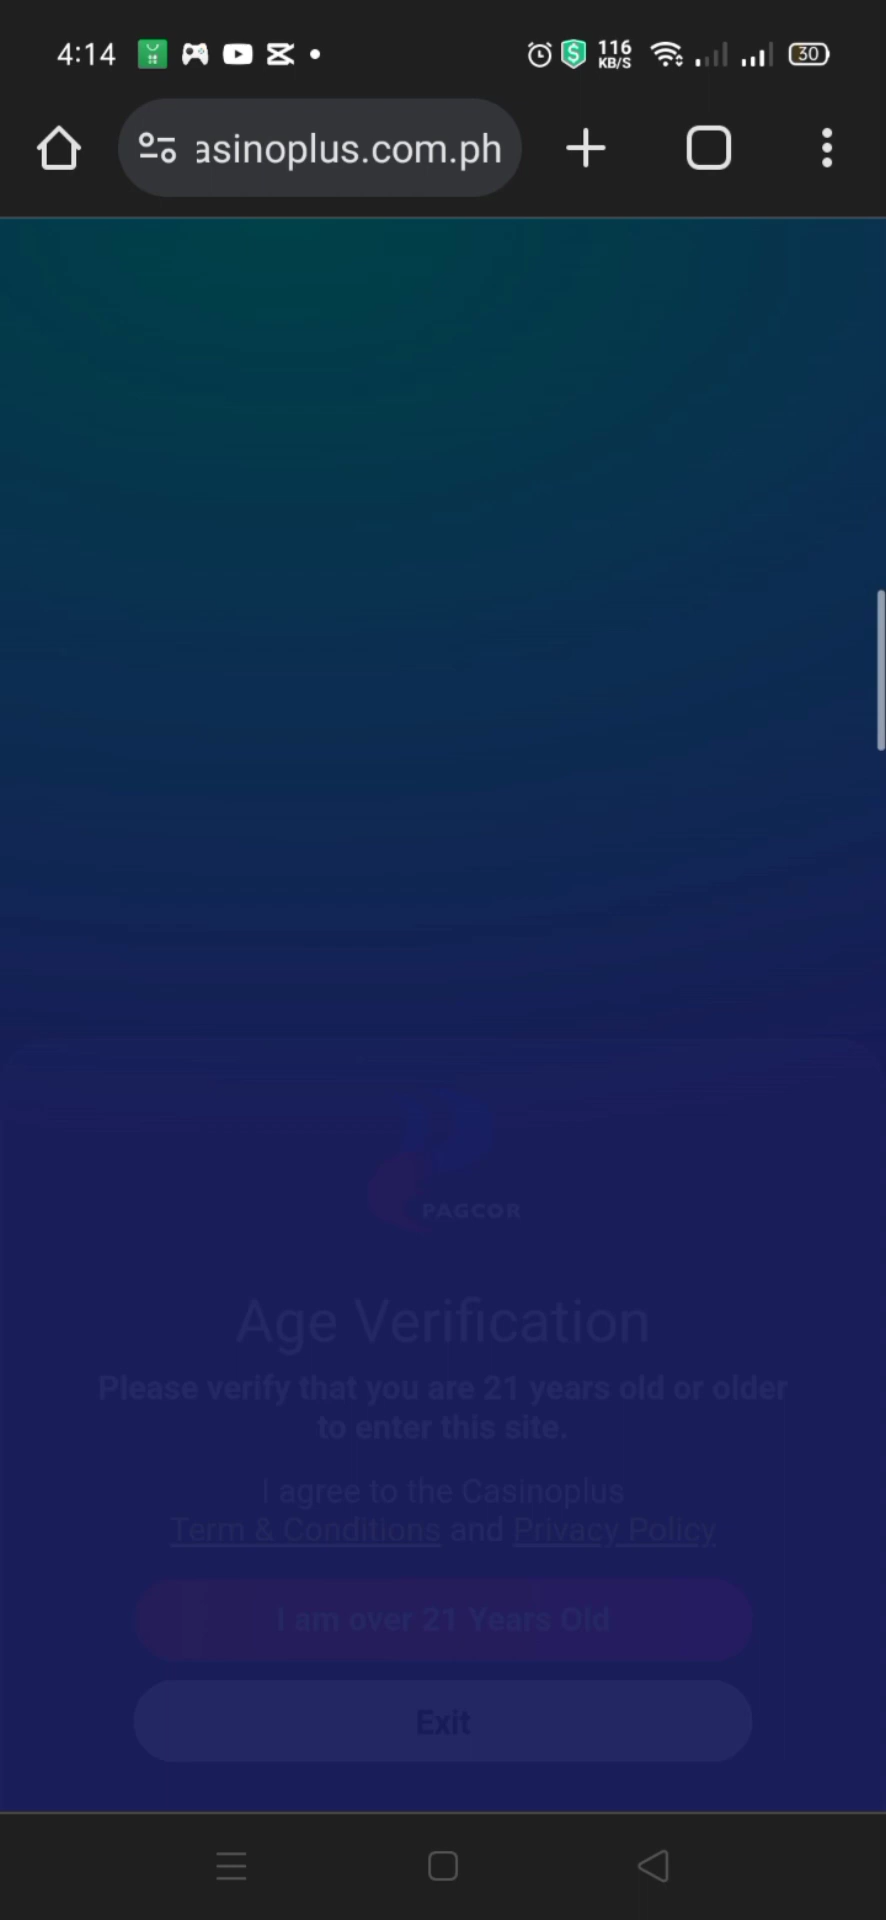 4:14
116
KB/S
30
asinoplus.com.ph
PAGCOR
Age Verification
Please verify that you are 21 years old or older
to enter this site.
I agree to the Casinoplus
Term & Conditions and Privacy Policy
I am over 21 Years Old
Exit